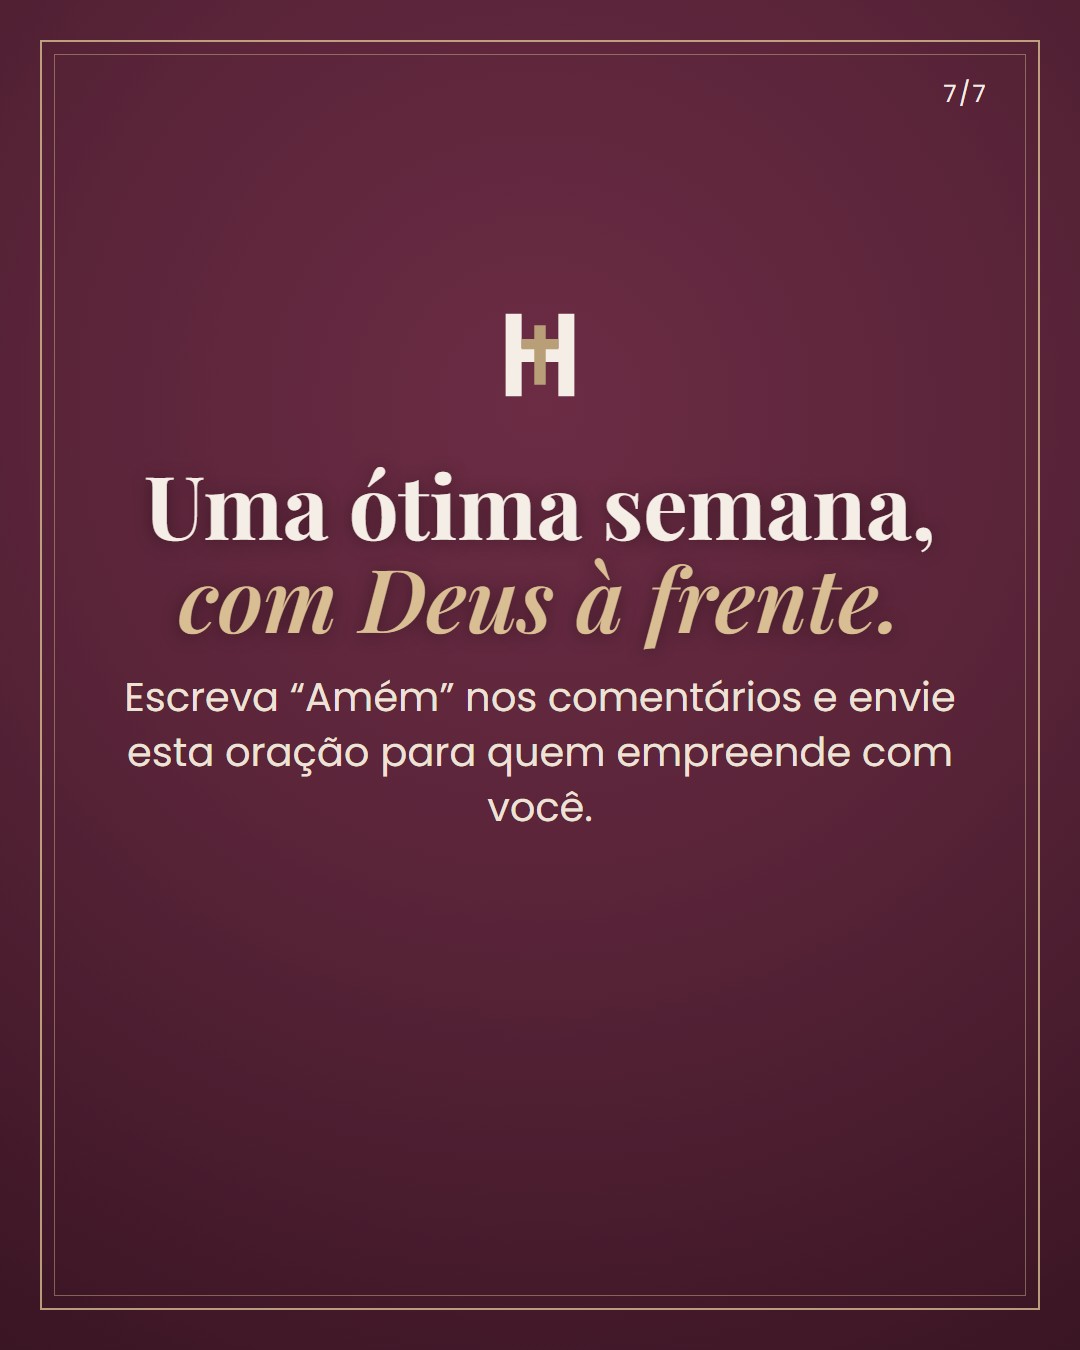 7/7
H
Uma ótima semana,
com Deus à frente.
Escreva “Amém” nos comentários e envie
esta oração para quem empreende com
você.